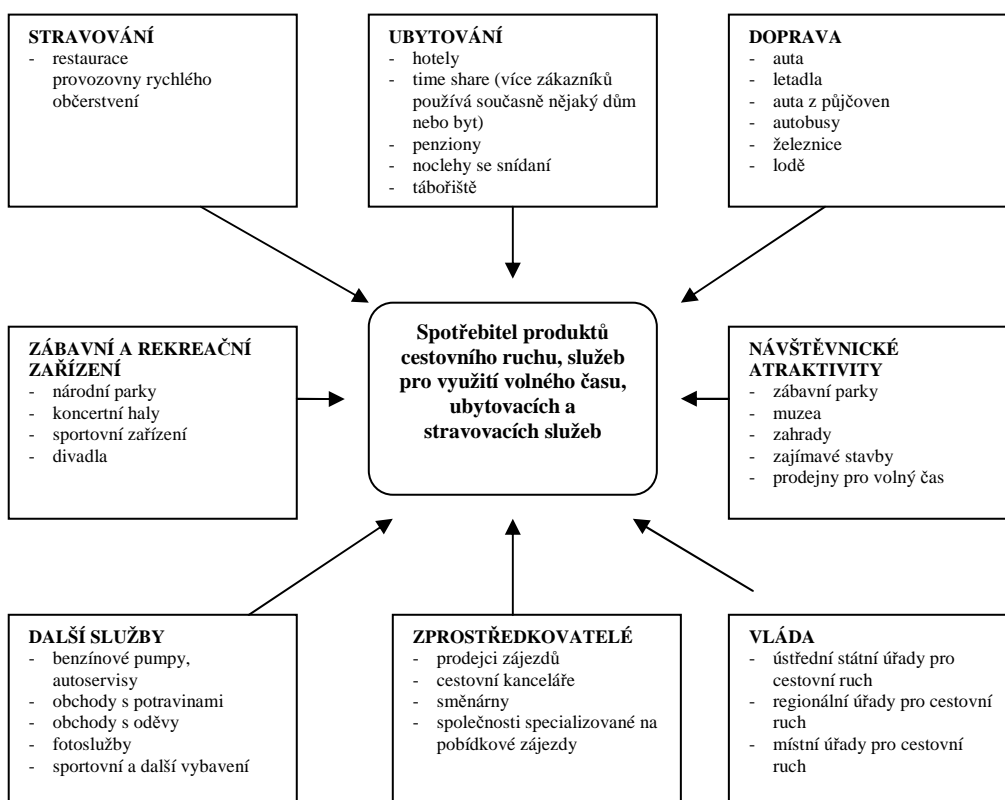 STRAVOVÁNÍ
- restaurace
provozovny rychlého
občerstvení
UBYTOVÁNÍ
- hotely
- time share (více zákazníků
používá současně nějaký dům
nebo byt)
- penziony
- noclehy se snídaní
- tábořiště
DOPRAVA
- auta
- letadla
- auta z půjčoven
- autobusy
- železnice
- lodě
ZÁBAVNÍ A REKREAČNÍ
ZAŘÍZENÍ
- národní parky
- koncertní haly
- sportovní zařízení
- divadla
Spotřebitel produktů
cestovního ruchu, služeb
pro využití volného času,
ubytovacích a
stravovacích služeb
NÁVŠTĚVNICKÉ
ATRAKTIVITY
- zábavní parky
- muzea
- zahrady
- zajímavé stavby
- prodejny pro volný čas
DALŠÍ SLUŽBY
- benzínové pumpy,
autoservisy
- obchody s potravinami
- obchody s oděvy
- fotoslužby
- sportovní a další vybavení
ZPROSTŘEDKOVATELÉ
- prodejci zájezdů
- cestovní kanceláře
- směnárny
- společnosti specializované na
pobídkové zájezdy
VLÁDA
- ústřední státní úřady pro
cestovní ruch
- regionální úřady pro cestovní
ruch
- místní úřady pro cestovní
ruch